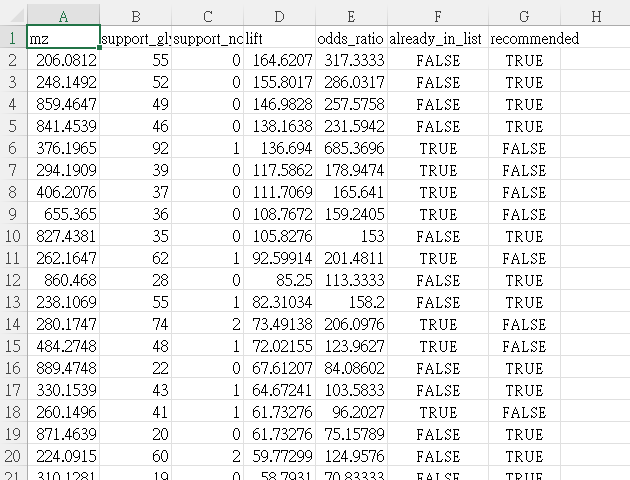 A B C D E F G H
1 mz support_gly support_nc lift odds_ratio already_in_list recommended
2 206.0812 55 0 164.6207 317.3333 FALSE TRUE
3 248.1492 52 0 155.8017 286.0317 FALSE TRUE
4 859.4647 49 0 146.9828 257.5758 FALSE TRUE
5 841.4539 46 0 138.1638 231.5942 FALSE TRUE
6 376.1965 92 1 136.694 685.3696 TRUE FALSE
7 294.1909 39 0 117.5862 178.9474 FALSE TRUE
8 406.2076 37 0 111.7069 165.641 FALSE TRUE
9 655.365 36 0 108.7672 159.2405 FALSE TRUE
10 827.4381 35 0 105.8276 153 FALSE TRUE
11 262.1647 62 1 92.59914 201.4811 TRUE FALSE
12 860.468 28 0 85.25 113.3333 FALSE TRUE
13 238.1069 55 1 82.31034 158.2 FALSE TRUE
14 280.1747 74 2 73.49138 206.0976 TRUE FALSE
15 484.2748 48 1 72.02155 123.9627 TRUE FALSE
16 889.4748 22 0 67.61207 84.08602 FALSE TRUE
17 330.1539 43 1 64.67241 103.5833 FALSE TRUE
18 260.1496 41 1 61.73276 96.2027 TRUE FALSE
19 871.4639 20 0 61.73276 75.15789 FALSE TRUE
20 224.0915 60 2 59.77299 124.9576 FALSE TRUE
21 310.1281 19 0 58.7931 70.83333 FALSE TRUE